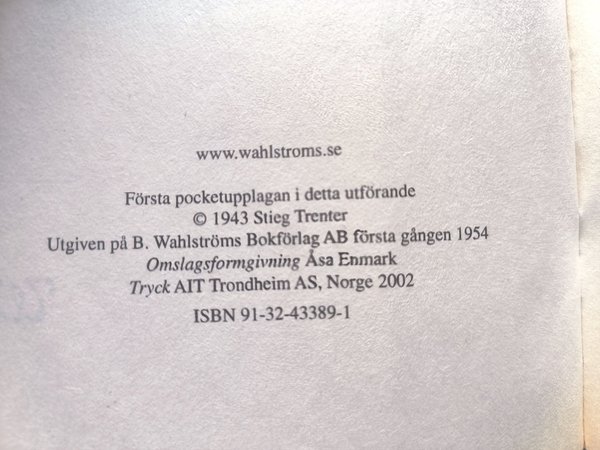 www.wahlstroms.se
Första pocketupplagan i detta utförande
© 1943 Stieg Trenter
Utgiven på B. Wahlströms Bokförlag AB första gången 1954
Omslagsformgivning Åsa Enmark
Tryck AIT Trondheim AS, Norge 2002
ISBN 91-32-43389-1